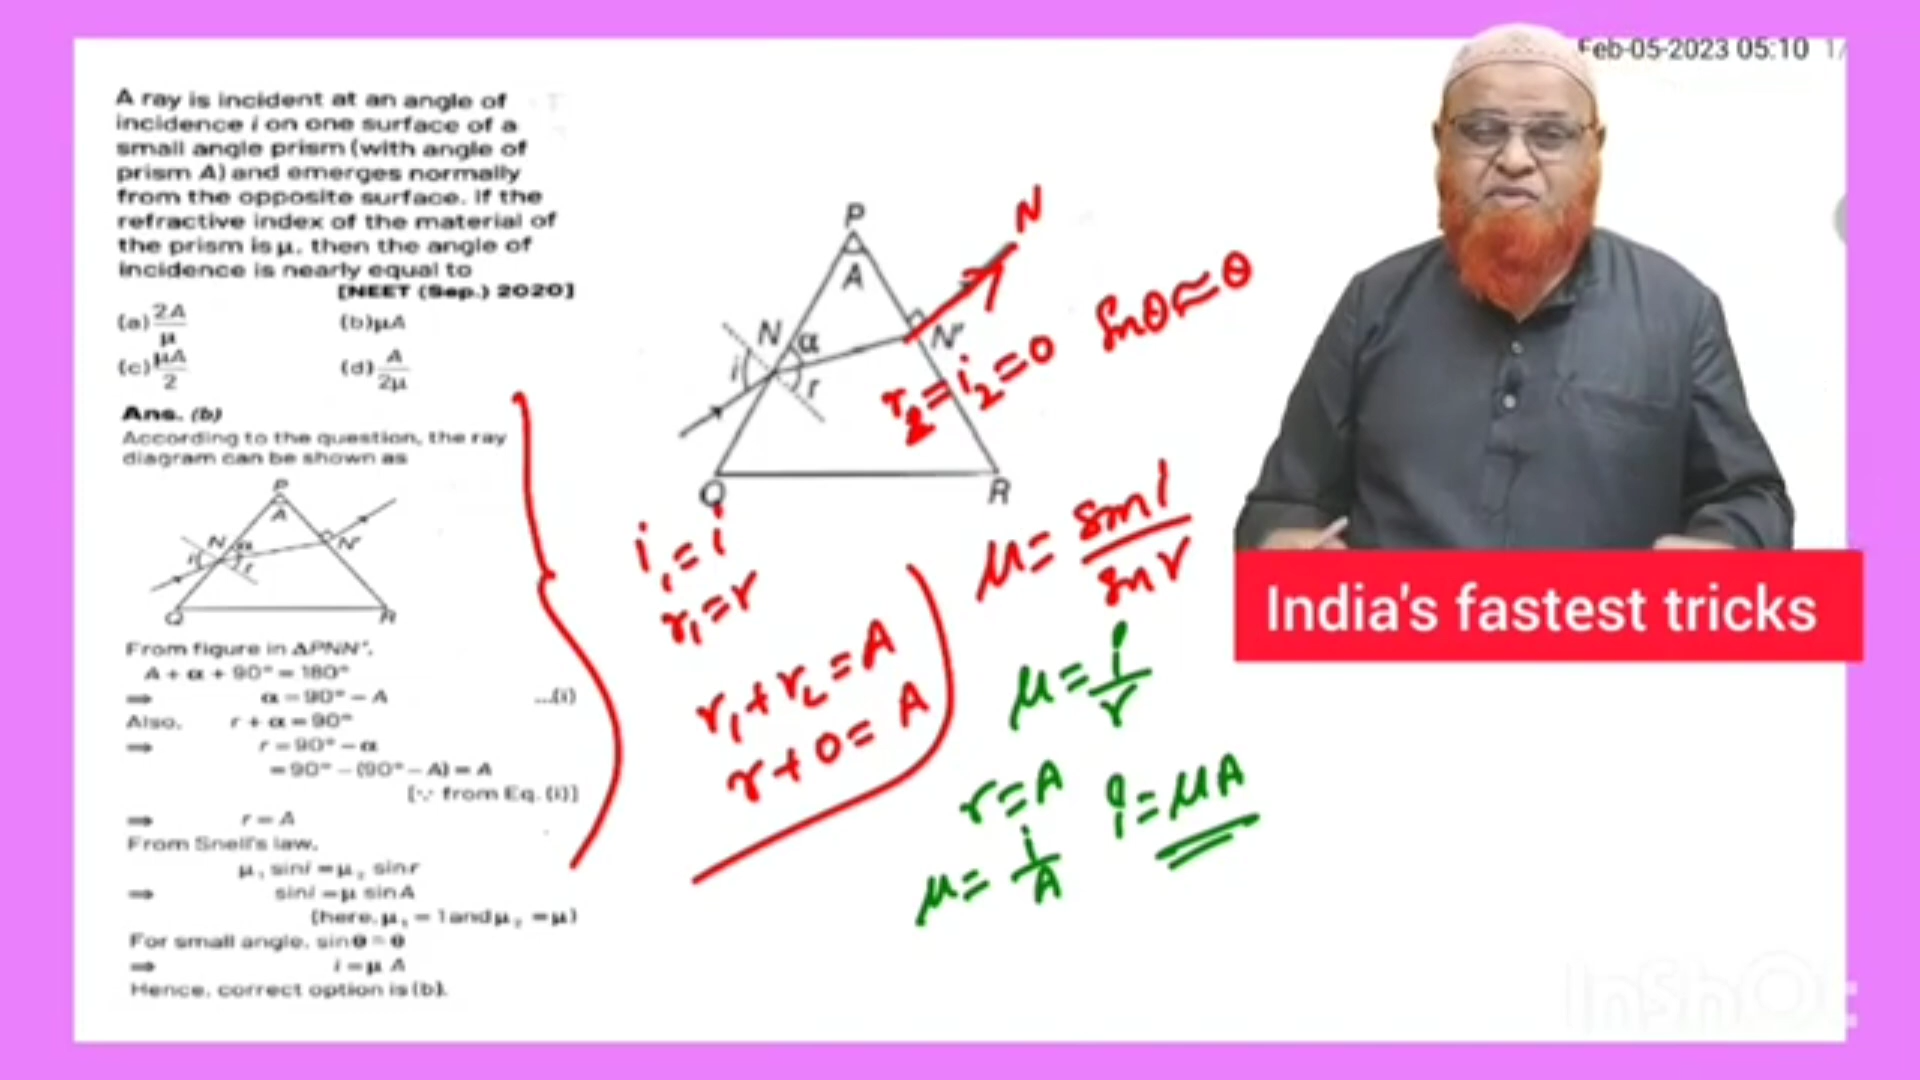 Feb-05-2023 05:10 1/
A ray is incident at an angle of
incidence i on one surface of a
small angle prism (with angle of
prism A) and emerges normally
from the opposite surface. If the
refractive index of the material of
the prism is μ, then the angle of
incidence is nearly equal to
[NEET (Sep.) 2020]
(a) 2A/μ (b) μA
(c) μA/2 (d) A/2μ
Ans. (b)
According to the question, the ray
diagram can be shown as
P
A
N α N'
i r
Q R
From figure in ΔPNN',
A + α + 90° = 180°
⇒ α = 90° - A ...(i)
Also, r + α = 90°
⇒ r = 90° - α
= 90° - (90° - A) = A
[∵ from Eq. (i)]
⇒ r = A
From Snell's law,
μ₁ sin i = μ₂ sin r
⇒ sin i = μ sin A
(here, μ₁ = 1 and μ₂ = μ)
For small angle, sin θ ≈ θ
⇒ i = μ A
Hence, correct option is (b).
P
A
N α N'
i r
Q R
N
r₂ = i₂ = 0
Sinθ ≈ θ
i₁ = i
r₁ = r
r₁ + r₂ = A
r + 0 = A
μ = sin i / sin r
μ = i/r
r = A
i = μA
μ = i/A
India's fastest tricks
InShOt